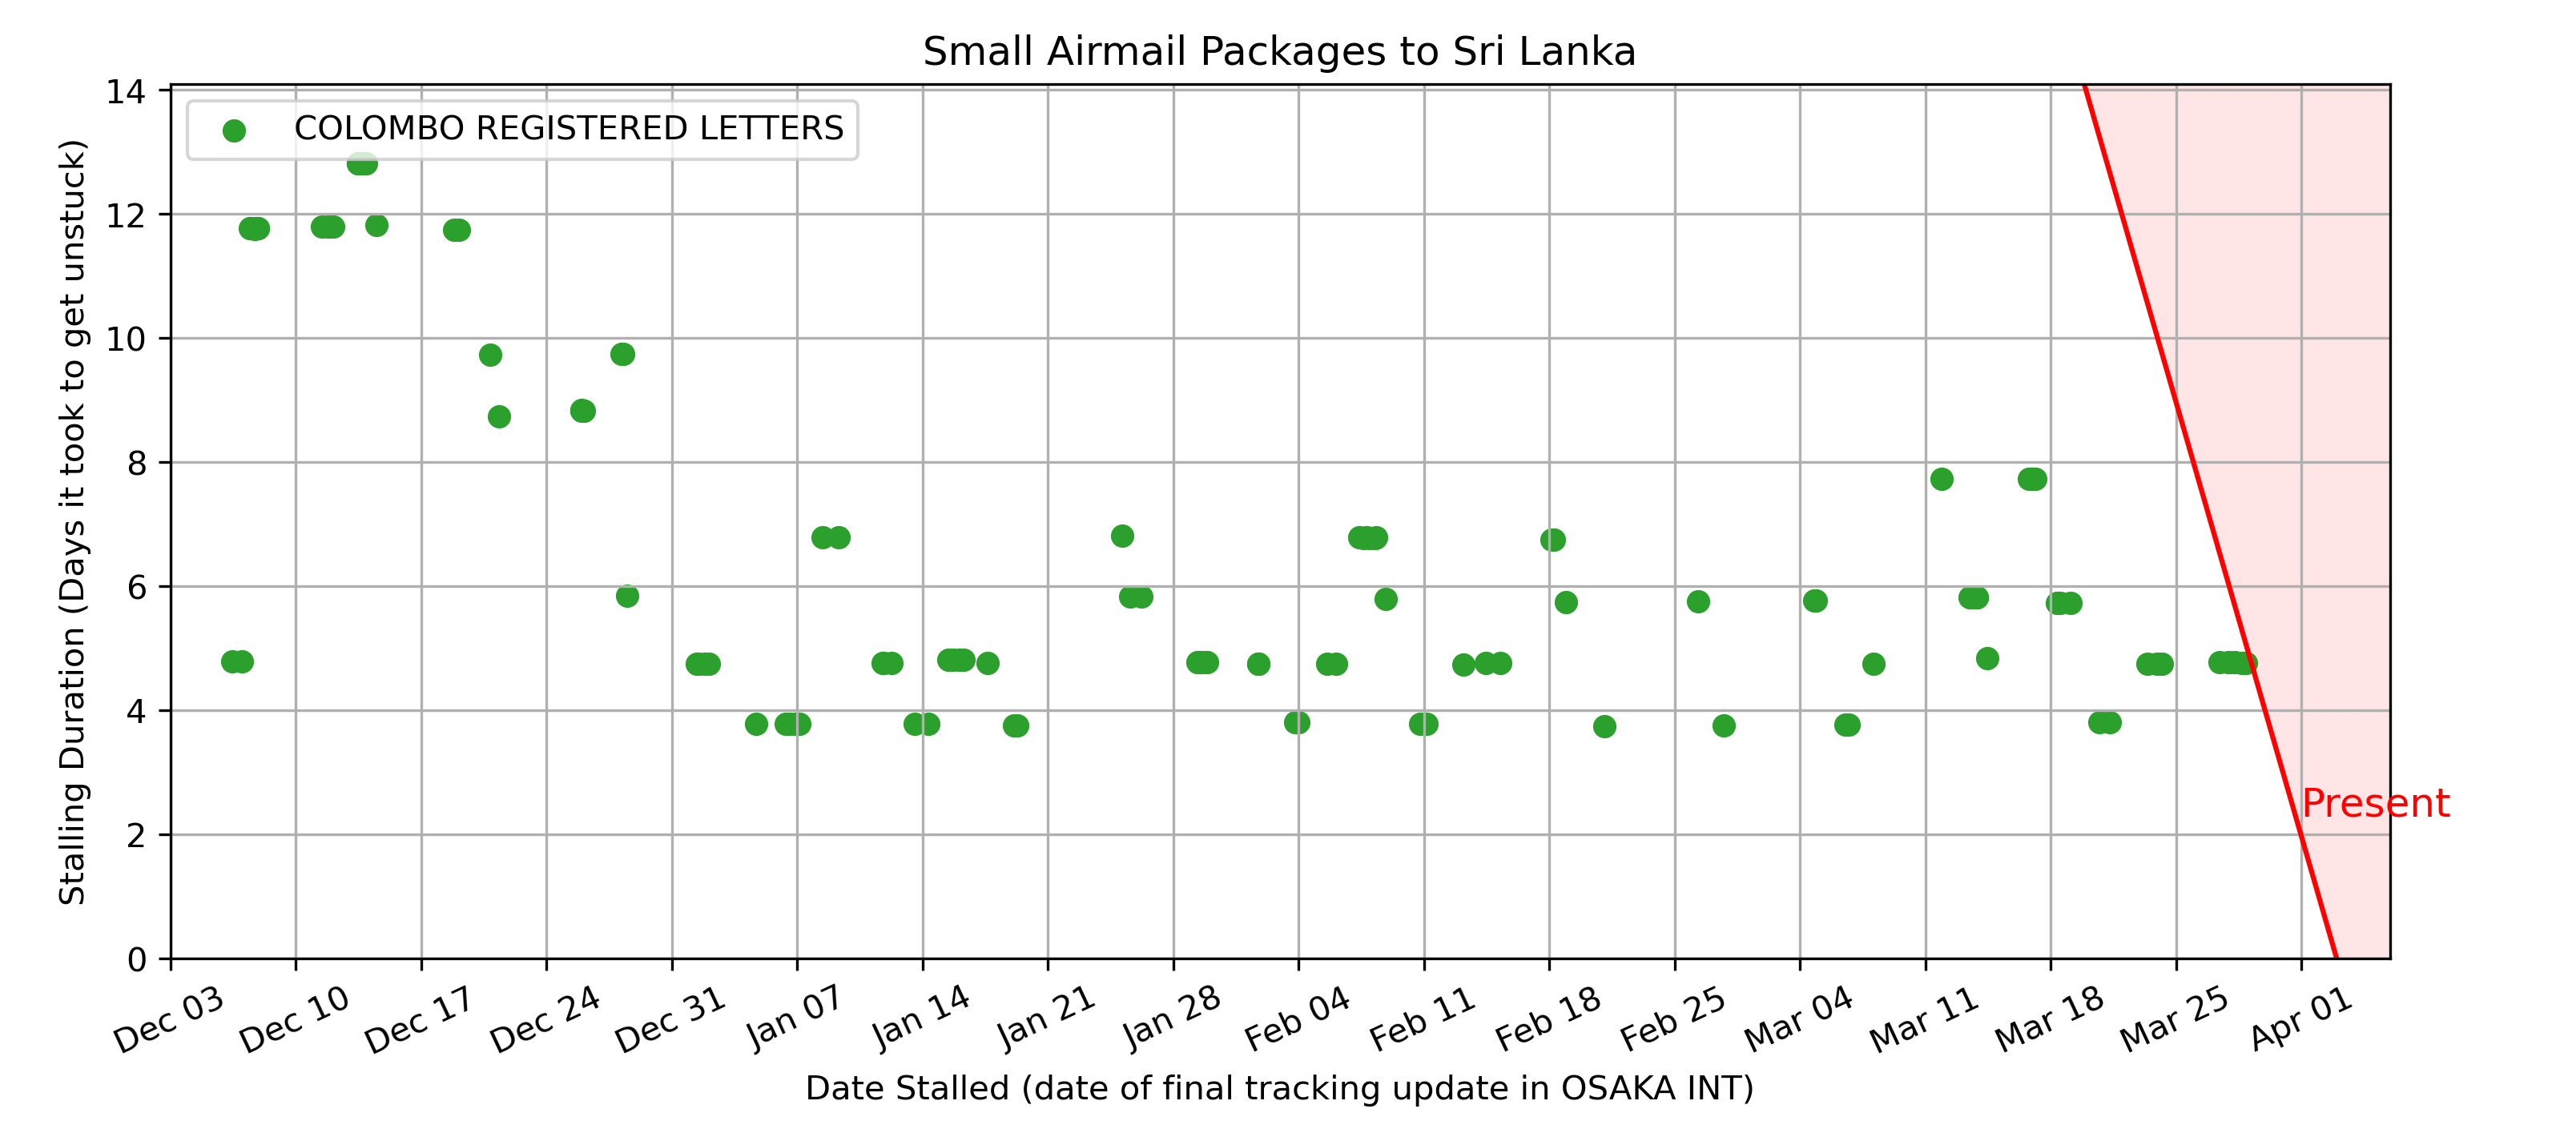 Small Airmail Packages to Sri Lanka
COLOMBO REGISTERED LETTERS
Stalling Duration (Days it took to get unstuck)
14
12
10
8
6
4
2
0
Present
Dec 03
Dec 10
Dec 17
Dec 24
Dec 31
Jan 07
Jan 14
Jan 21
Jan 28
Feb 04
Feb 11
Feb 18
Feb 25
Mar 04
Mar 11
Mar 18
Mar 25
Apr 01
Date Stalled (date of final tracking update in OSAKA INT)